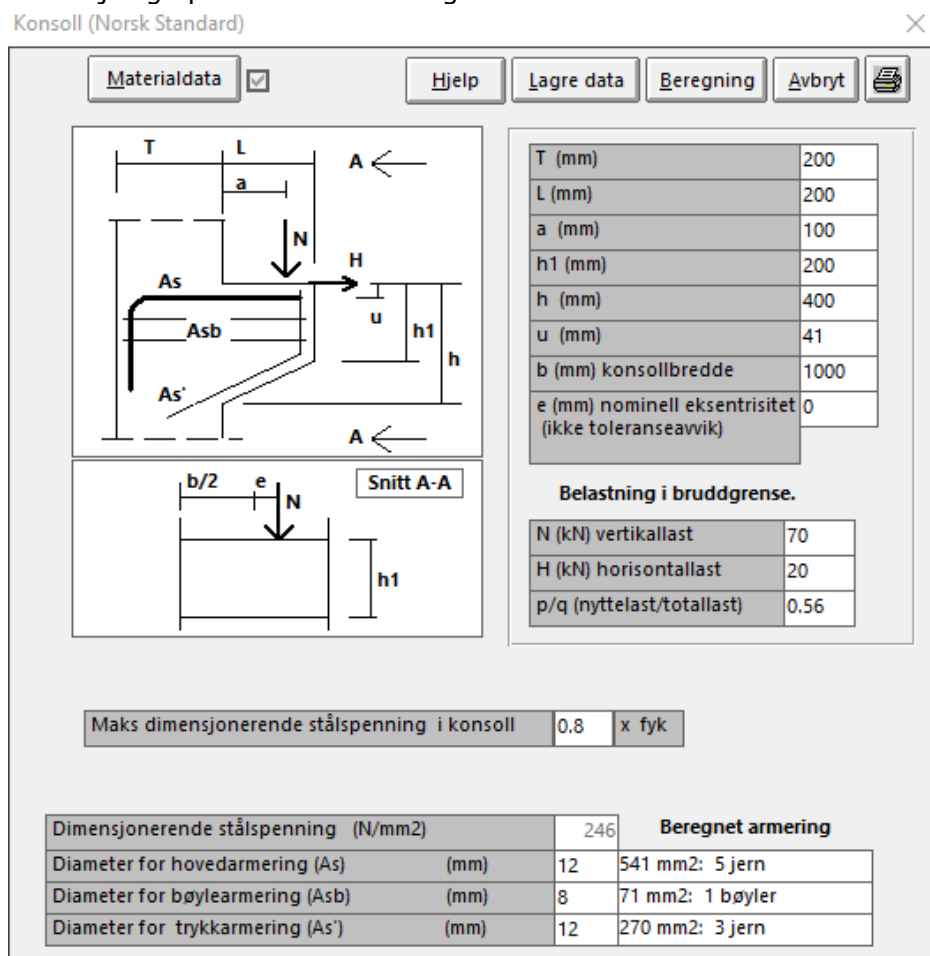 Konsoll (Norsk Standard)
Materialdata Hjelp Lagre data Beregning Avbryt
T L A
a
N
H
As
u
Asb
h1
h
As'
A
b/2 e Snitt A-A
N
h1
T (mm) 200
L (mm) 200
a (mm) 100
h1 (mm) 200
h (mm) 400
u (mm) 41
b (mm) konsollbredde 1000
e (mm) nominell eksentrisitet 0
(ikke toleranseavvik)
Belastning i bruddgrense.
N (kN) vertikallast 70
H (kN) horisontallast 20
p/q (nyttelast/totallast) 0.56
Maks dimensjonerende stålspenning i konsoll 0.8 x fyk
Dimensjonerende stålspenning (N/mm2) 246 Beregnet armering
Diameter for hovedarmering (As) (mm) 12 541 mm2: 5 jern
Diameter for bøylearmering (Asb) (mm) 8 71 mm2: 1 bøyler
Diameter for trykkarmering (As') (mm) 12 270 mm2: 3 jern